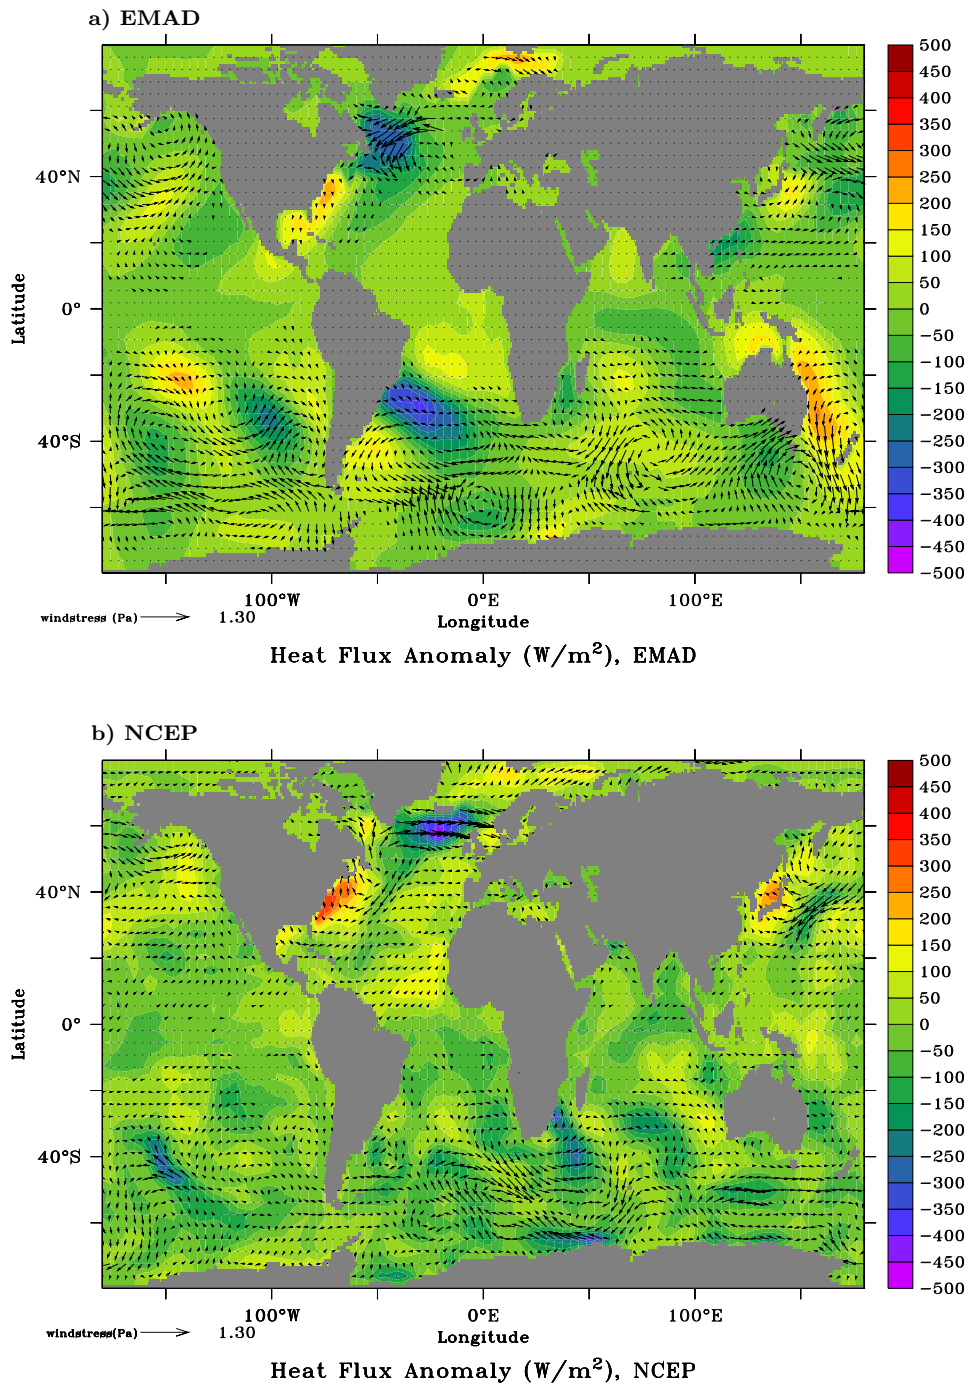 a) EMAD
500
450
400
350
300
250
200
150
100
50
0
−50
−100
−150
−200
−250
−300
−350
−400
−450
−500
Latitude
40°N
0°
40°S
100°W 0°E 100°E
Longitude
windstress (Pa) 1.30
Heat Flux Anomaly (W/m²), EMAD
b) NCEP
500
450
400
350
300
250
200
150
100
50
0
−50
−100
−150
−200
−250
−300
−350
−400
−450
−500
Latitude
40°N
0°
40°S
100°W 0°E 100°E
Longitude
windstress(Pa) 1.30
Heat Flux Anomaly (W/m²), NCEP